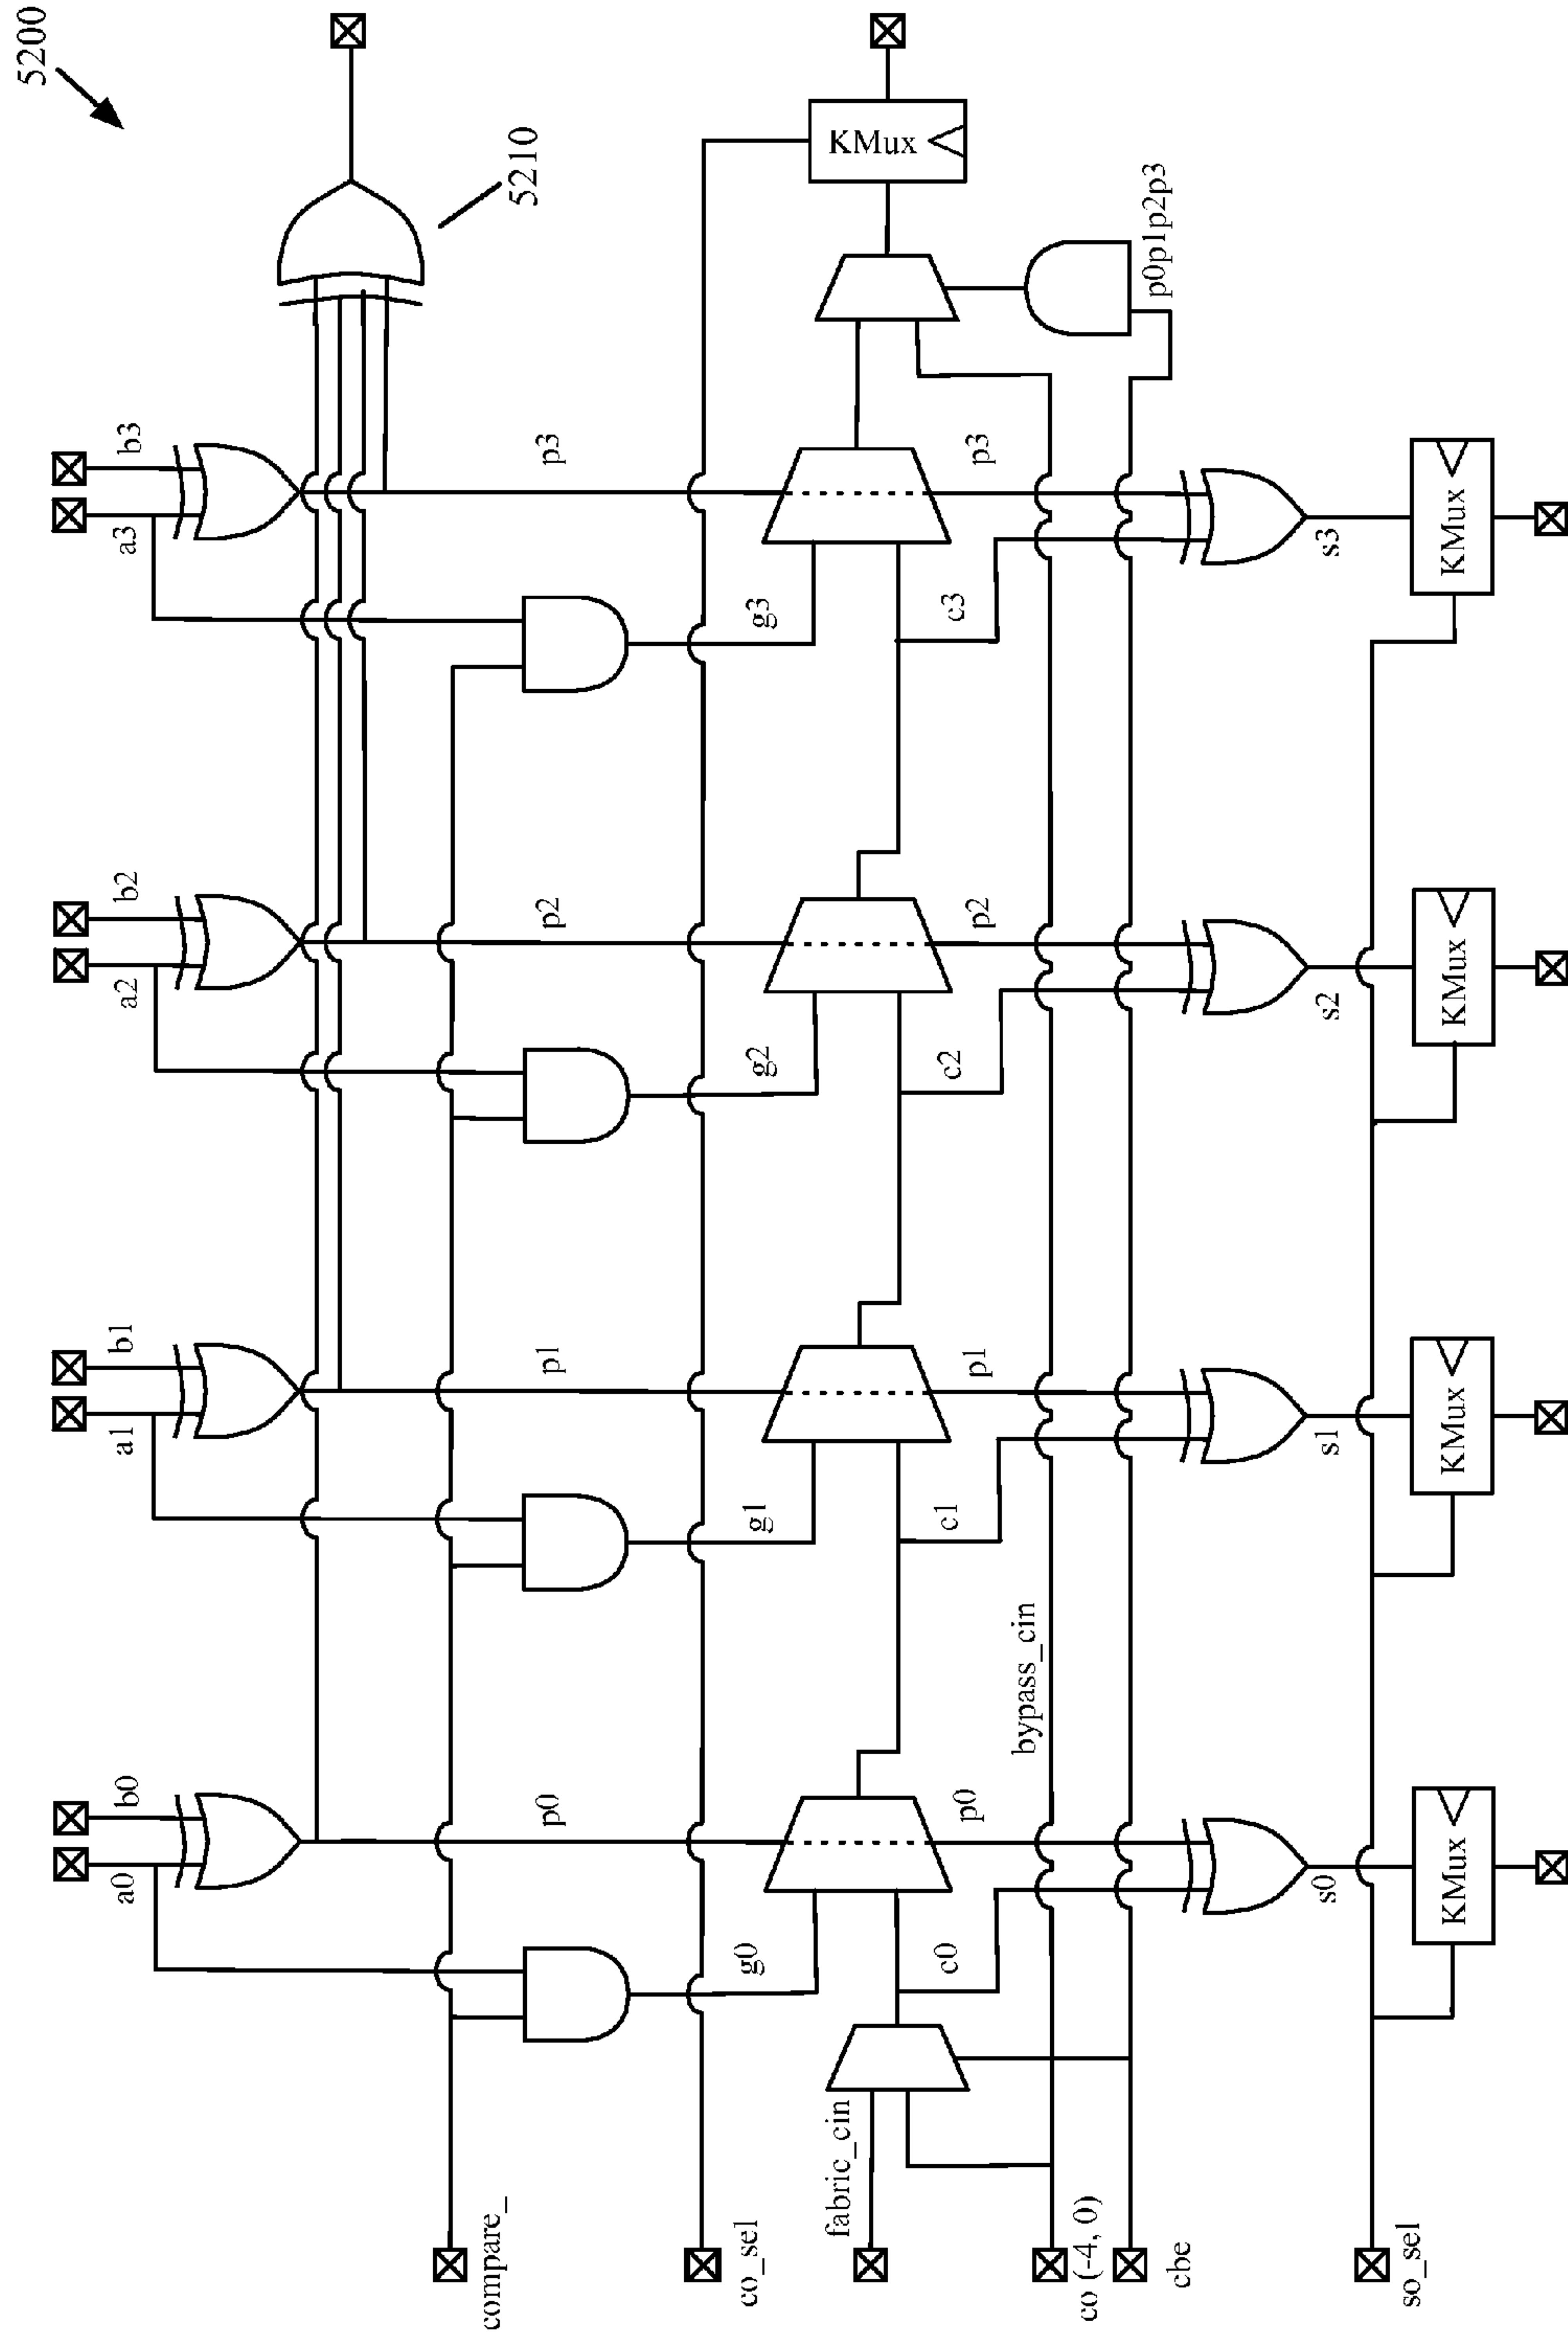 5200
5210
a0
b0
a1
b1
a2
b2
a3
b3
compare_
p0
p1
p2
p3
co_sel
g0
g1
g2
g3
KMux
fabric_cin
c0
c1
c2
c3
p0
p1
p2
p3
bypass_cin
p0p1p2p3
co (-4, 0)
cbe
s0
s1
s2
s3
so_sel
KMux
KMux
KMux
KMux